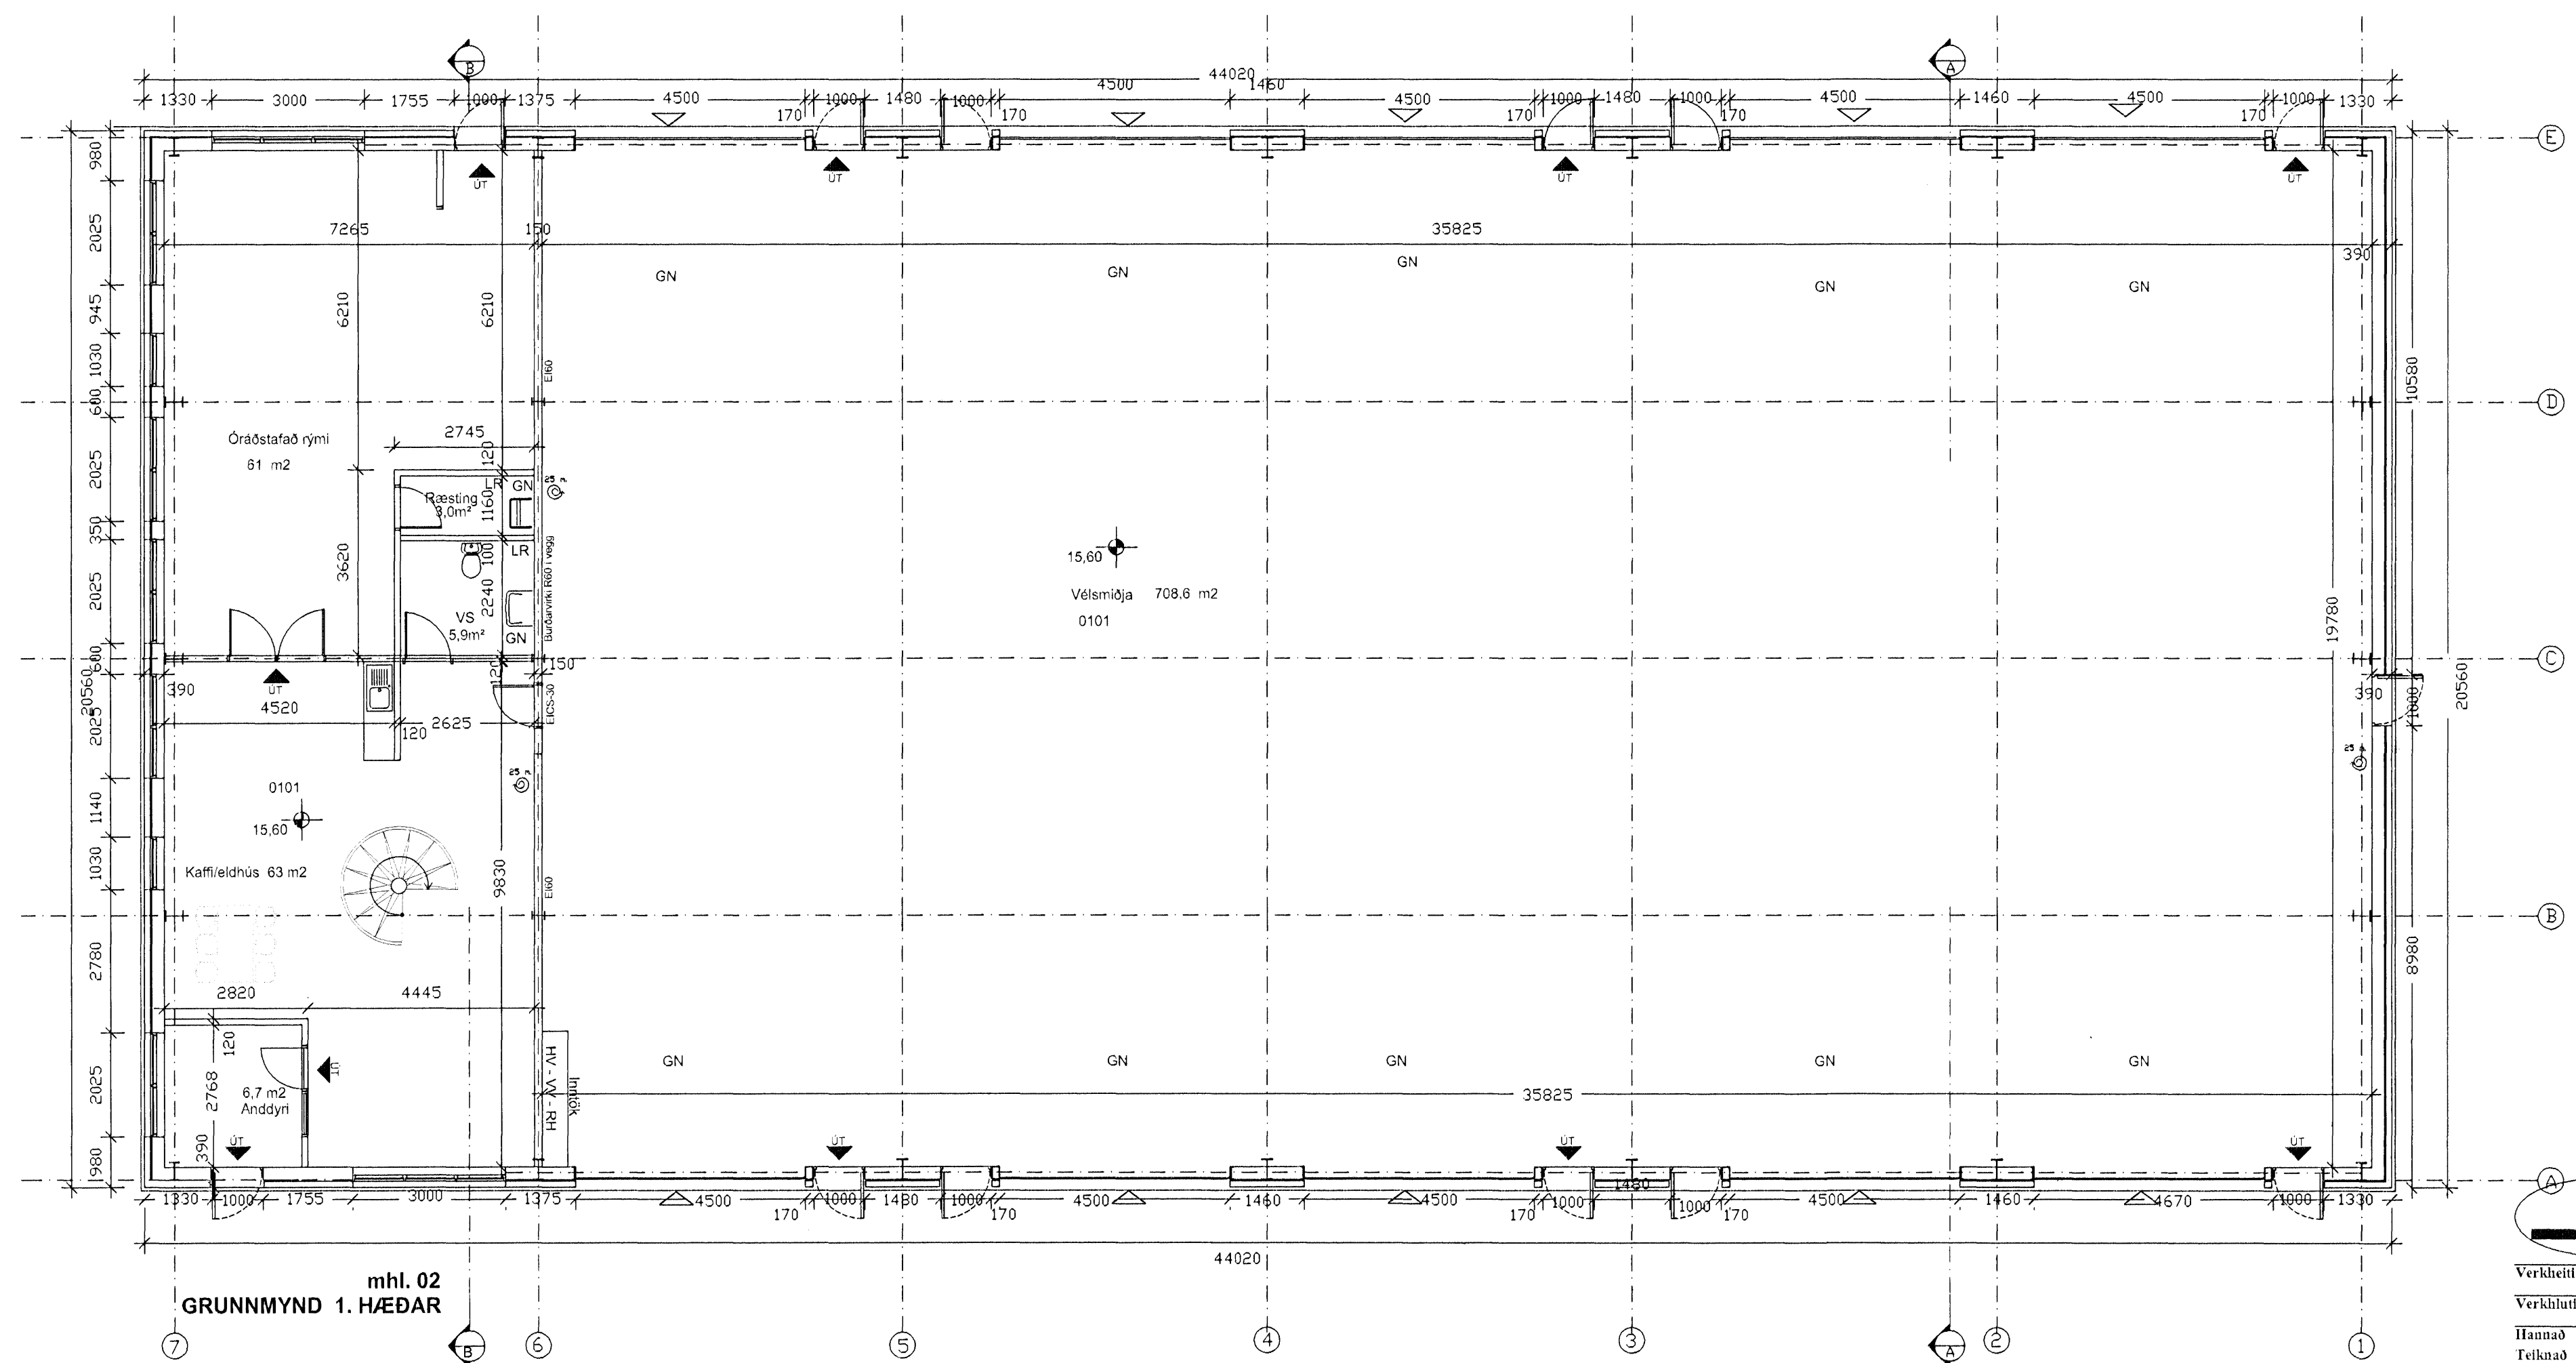 B
A
44020
1330 3000 1755 1000 1375 4500 1000 1480 1000 4500 1460 4500 1000 1480 1000 4500 1460 4500 1000 1330
170 170 170 170 170
E
ÚT ÚT ÚT ÚT
980
2025
945
1030
600
2025
350
2025
600
2025
1140
1030
2780
2025
980
20560
7265 150 35825 390
GN GN GN GN GN
6210 6210
EI60
10580
D
Óráðstafað rými
61 m2
2745
120
LR GN 25 m.
Ræsting
3,0m²
1160
100
LR
3620
2240
Burðarvirki R60 í vegg
VS
5,9m²
GN
15,60
Vélsmiðja 708,6 m2
0101
19780
C
390
ÚT
4520
120
150
2625
120
EICS-30
390
1000
20560
25 m.
25 m.
0101
15,60
Kaffi/eldhús 63 m2
9830
EI60
B
8980
2820 4445
120
GN GN GN GN GN
ÚT
6,7 m2
Anddyri
2768
390
HV - VV - RH
Inntök
35825
ÚT ÚT ÚT ÚT
A
1330 1000 1755 3000 1375 4500 1000 1480 1000 4500 1460 4500 1000 1480 1000 4500 1460 4670 1000 1330
170 170 170 170
44020
mhl. 02
GRUNNMYND 1. HÆÐAR
7 B 6 5 4 3 A 2 1
Verkheiti
Verkhluti
Hannað
Teiknað